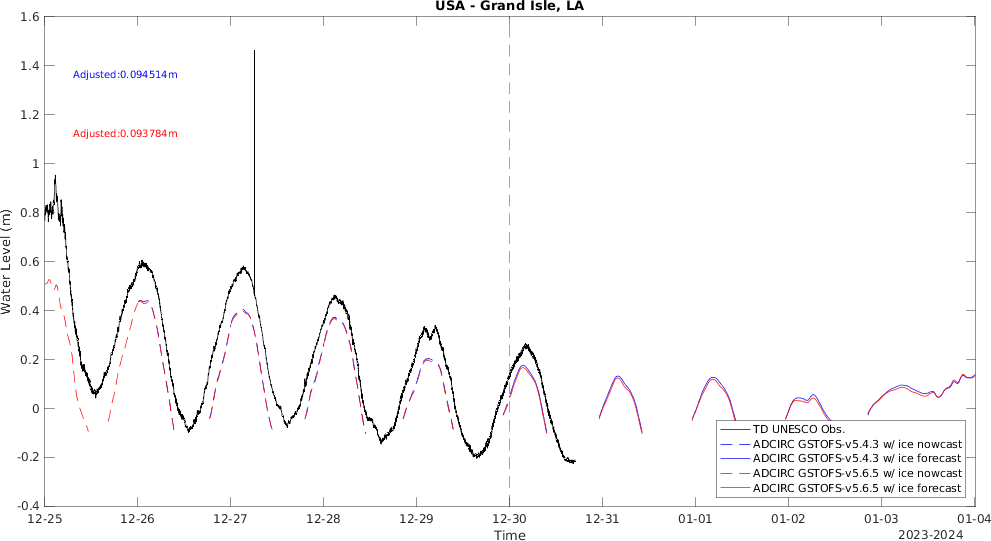 USA - Grand Isle, LA
1.6
1.4
1.2
1
0.8
0.6
0.4
0.2
0
-0.2
-0.4
Water Level (m)
Adjusted:0.094514m
Adjusted:0.093784m
TD UNESCO Obs.
ADCIRC GSTOFS-v5.4.3 w/ ice nowcast
ADCIRC GSTOFS-v5.4.3 w/ ice forecast
ADCIRC GSTOFS-v5.6.5 w/ ice nowcast
ADCIRC GSTOFS-v5.6.5 w/ ice forecast
12-25 12-26 12-27 12-28 12-29 12-30 12-31 01-01 01-02 01-03 01-04
Time
2023-2024